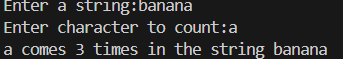 Enter a string:banana
Enter character to count:a
a comes 3 times in the string banana